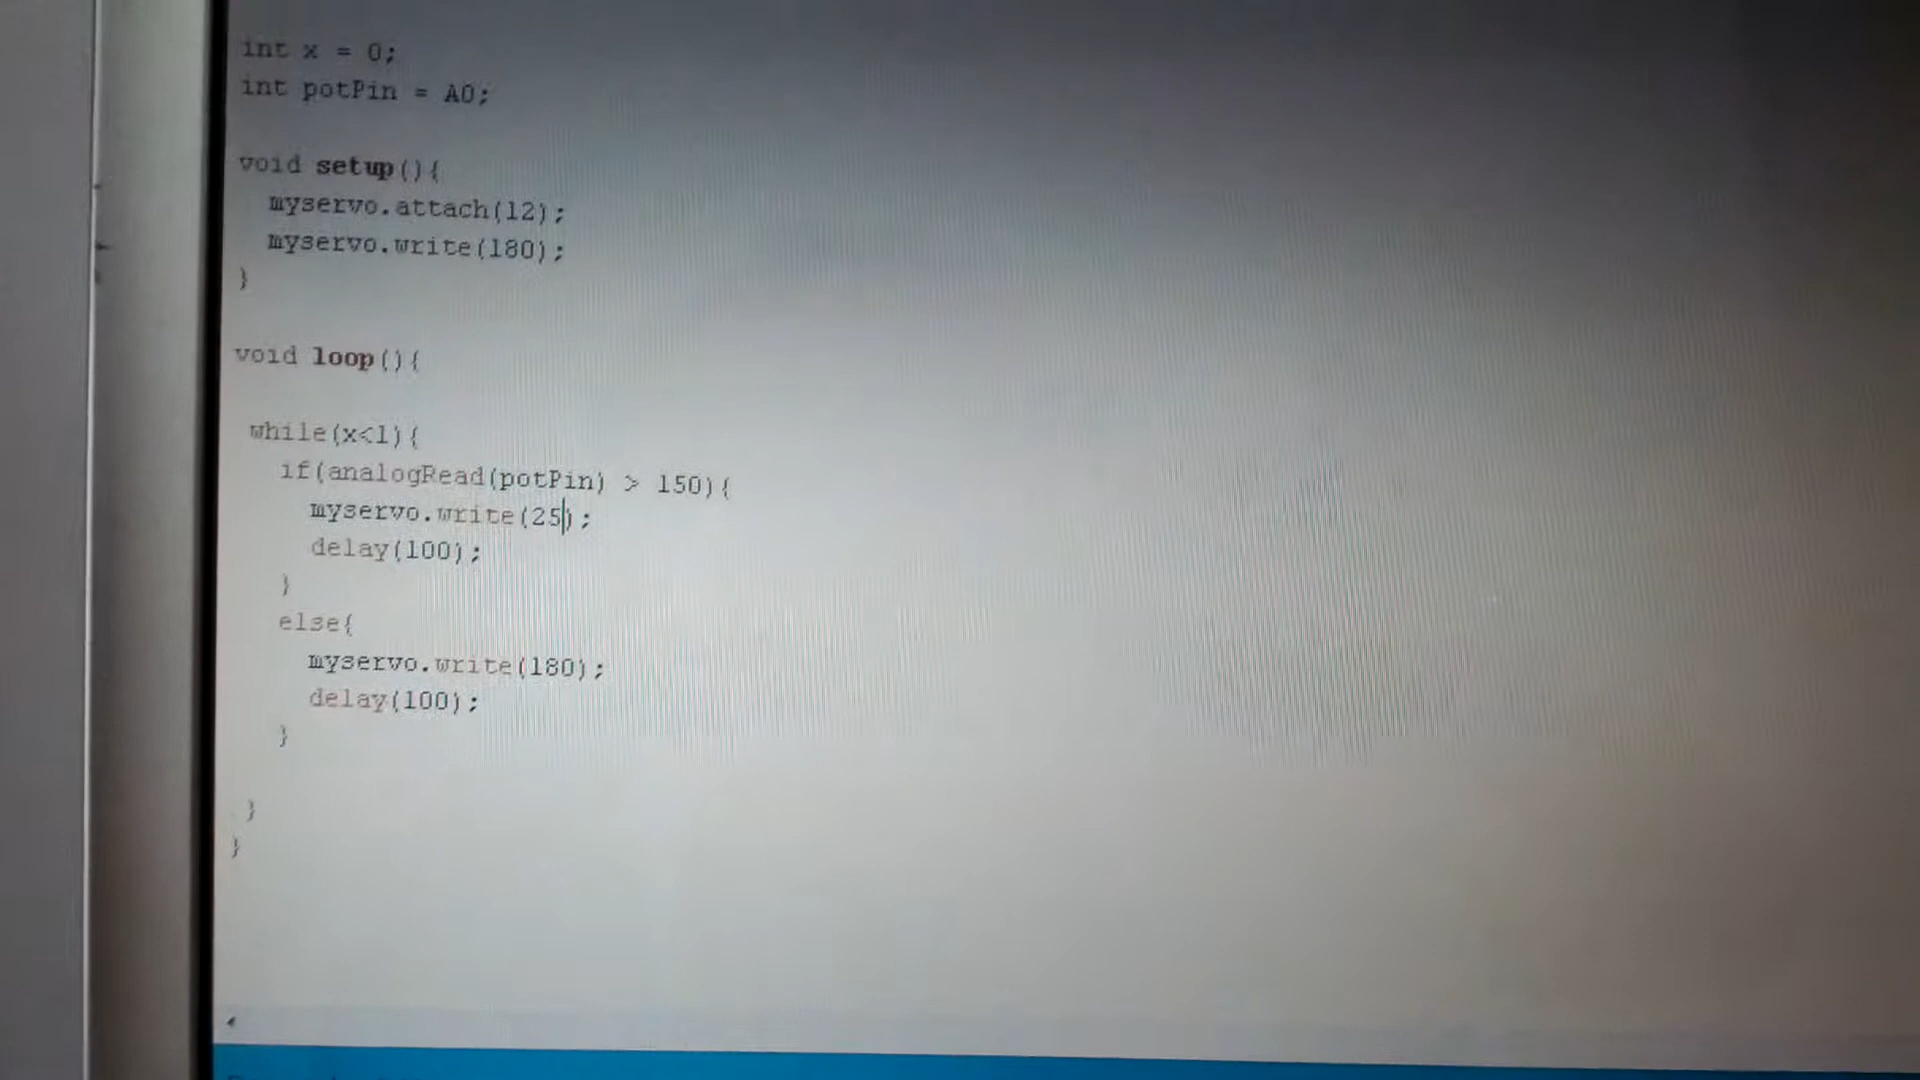 int x = 0;
int potPin = A0;
void setup(){
myservo.attach(12);
myservo.write(180);
}
void loop(){
while(x<1){
if(analogRead(potPin) > 150){
myservo.write(25);
delay(100);
}
else{
myservo.write(180);
delay(100);
}
}
}